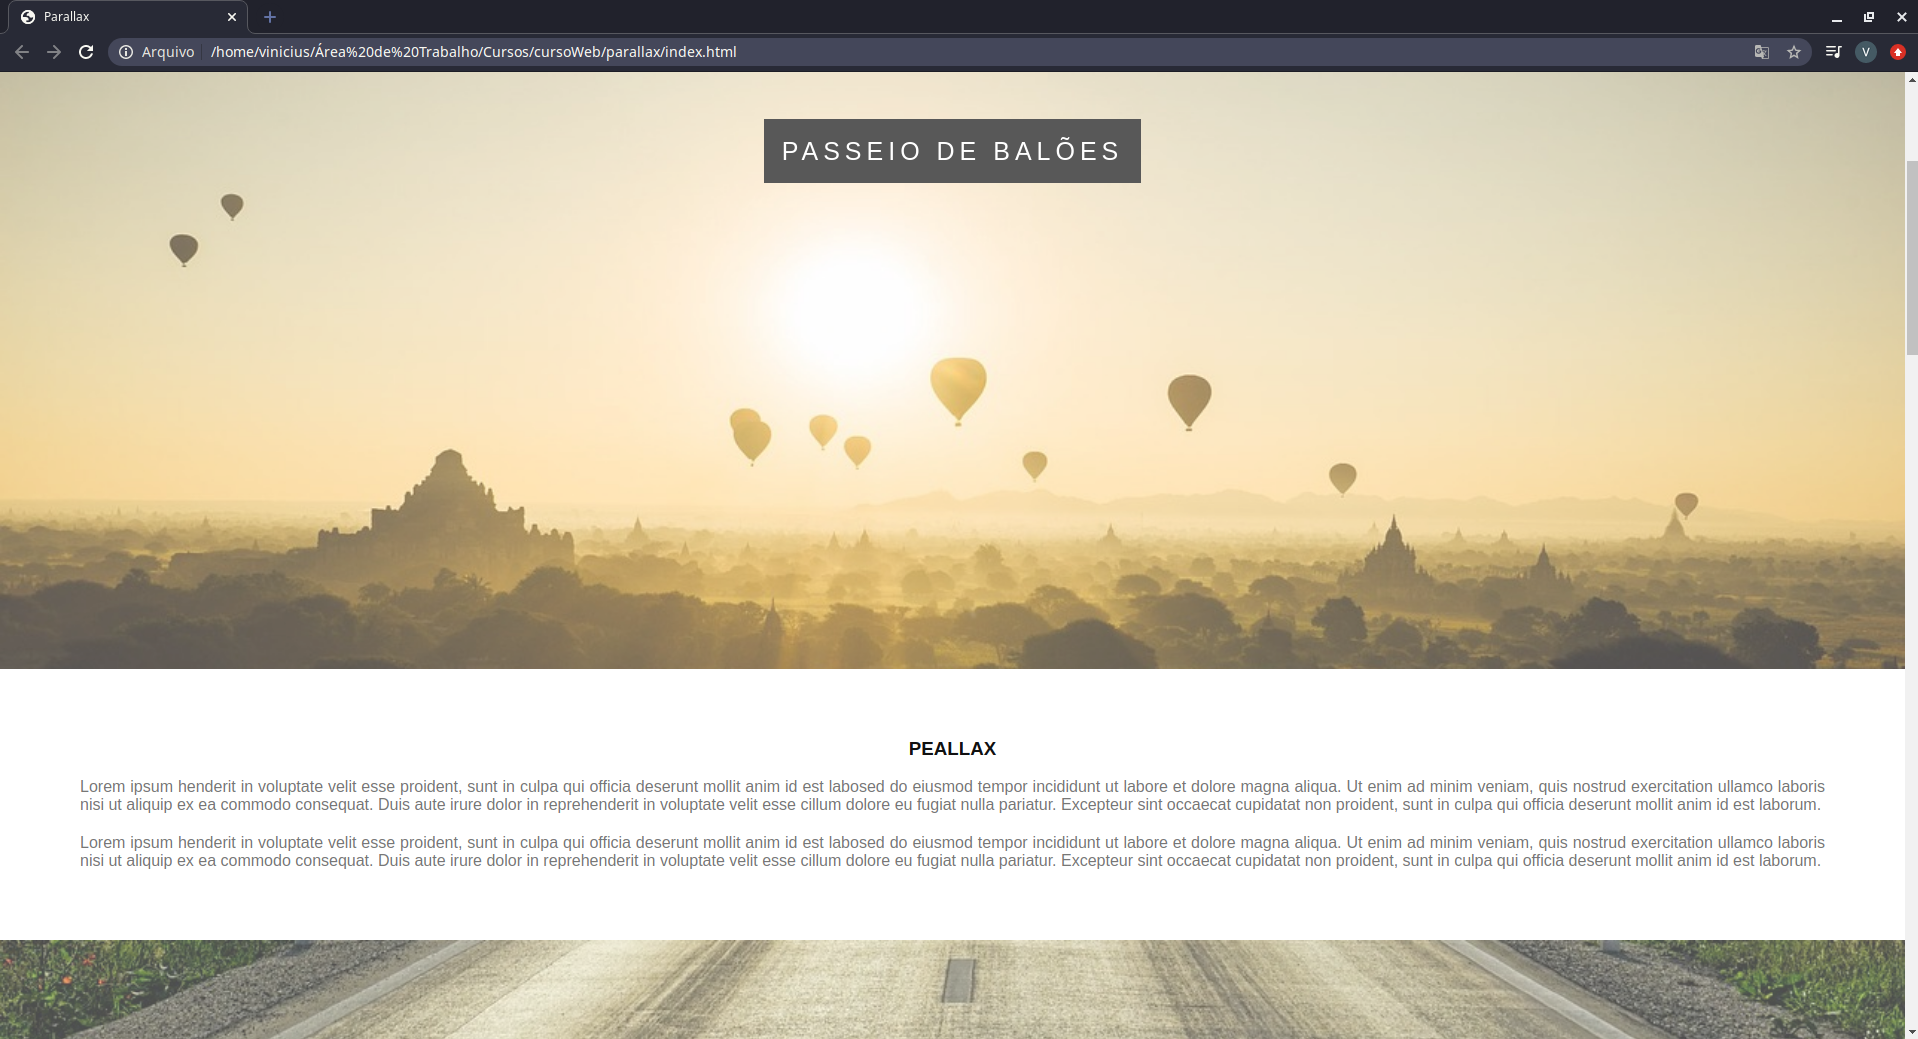 Parallax
Arquivo /home/vinicius/Área%20de%20Trabalho/Cursos/cursoWeb/parallax/index.html
V
PASSEIO DE BALÕES
PEALLAX
Lorem ipsum henderit in voluptate velit esse proident, sunt in culpa qui officia deserunt mollit anim id est labosed do eiusmod tempor incididunt ut labore et dolore magna aliqua. Ut enim ad minim veniam, quis nostrud exercitation ullamco laboris
nisi ut aliquip ex ea commodo consequat. Duis aute irure dolor in reprehenderit in voluptate velit esse cillum dolore eu fugiat nulla pariatur. Excepteur sint occaecat cupidatat non proident, sunt in culpa qui officia deserunt mollit anim id est laborum.
Lorem ipsum henderit in voluptate velit esse proident, sunt in culpa qui officia deserunt mollit anim id est labosed do eiusmod tempor incididunt ut labore et dolore magna aliqua. Ut enim ad minim veniam, quis nostrud exercitation ullamco laboris
nisi ut aliquip ex ea commodo consequat. Duis aute irure dolor in reprehenderit in voluptate velit esse cillum dolore eu fugiat nulla pariatur. Excepteur sint occaecat cupidatat non proident, sunt in culpa qui officia deserunt mollit anim id est laborum.